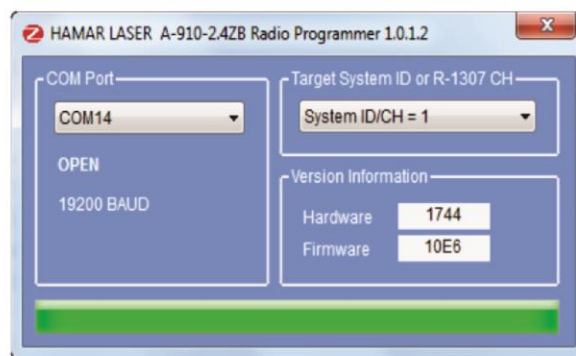 HAMAR LASER A-910-2.4ZB Radio Programmer 1.0.1.2
COM Port
COM14
OPEN
19200 BAUD
Target System ID or R-1307 CH
System ID/CH = 1
Version Information
Hardware 1744
Firmware 10E6